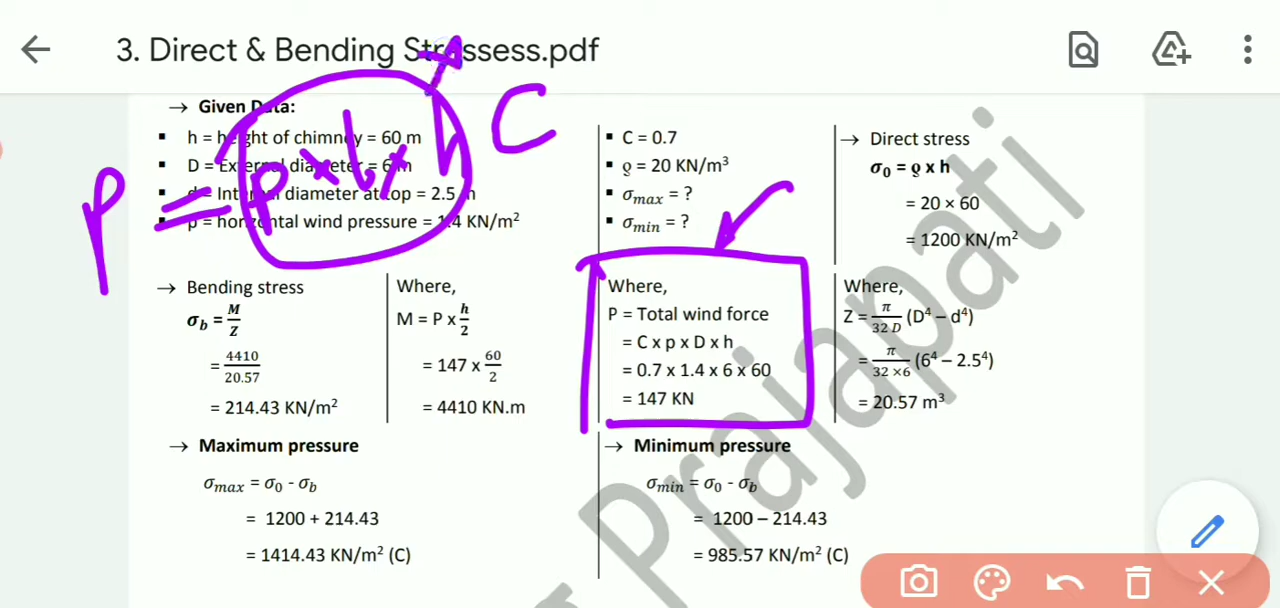 3. Direct & Bending Stressess.pdf
→ Given Data:
▪ h = height of chimney = 60 m
▪ D = External diameter = 6 m
▪ d = Internal diameter at top = 2.5 m
▪ p = horizontal wind pressure = 1.4 KN/m²
P = p x b x h C
▪ C = 0.7
▪ ϱ = 20 KN/m³
▪ σmax = ?
▪ σmin = ?
→ Direct stress
σ0 = ϱ x h
= 20 × 60
= 1200 KN/m²
→ Bending stress
σb = M/Z
= 4410/20.57
= 214.43 KN/m²
Where,
M = P x h/2
= 147 x 60/2
= 4410 KN.m
Where,
P = Total wind force
= C x p x D x h
= 0.7 x 1.4 x 6 x 60
= 147 KN
Where,
Z = π/32 D (D⁴ – d⁴)
= π/32 ×6 (6⁴ – 2.5⁴)
= 20.57 m³
→ Maximum pressure
σmax = σ0 - σb
= 1200 + 214.43
= 1414.43 KN/m² (C)
→ Minimum pressure
σmin = σ0 - σb
= 1200 – 214.43
= 985.57 KN/m² (C)
Prajapati